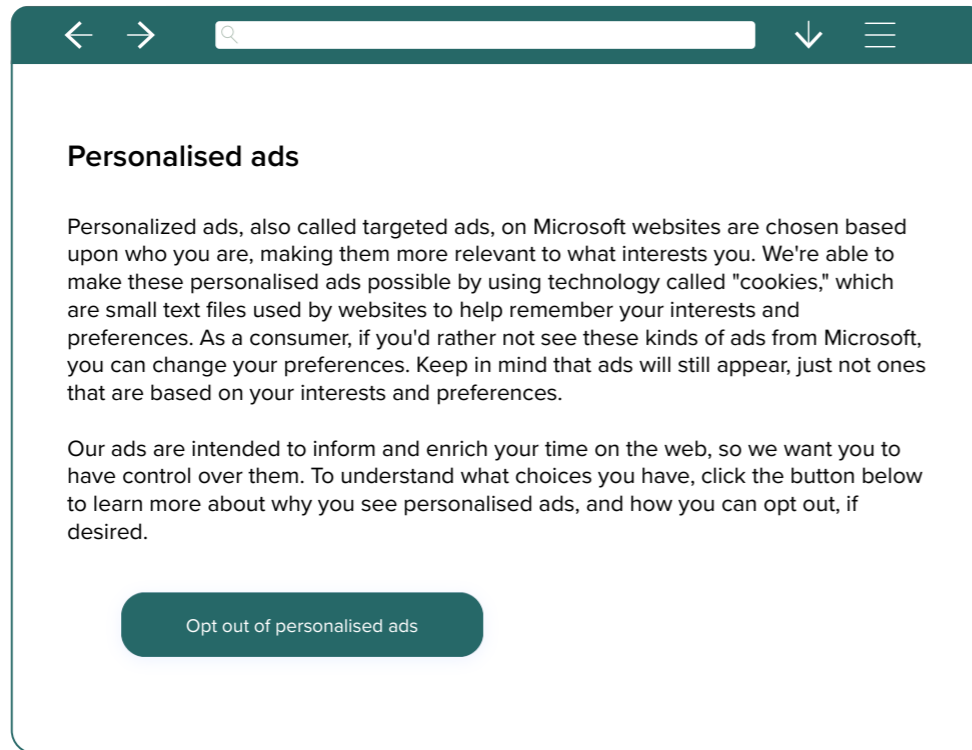 Personalised ads
Personalized ads, also called targeted ads, on Microsoft websites are chosen based
upon who you are, making them more relevant to what interests you. We're able to
make these personalised ads possible by using technology called "cookies," which
are small text files used by websites to help remember your interests and
preferences. As a consumer, if you'd rather not see these kinds of ads from Microsoft,
you can change your preferences. Keep in mind that ads will still appear, just not ones
that are based on your interests and preferences.
Our ads are intended to inform and enrich your time on the web, so we want you to
have control over them. To understand what choices you have, click the button below
to learn more about why you see personalised ads, and how you can opt out, if
desired.
Opt out of personalised ads